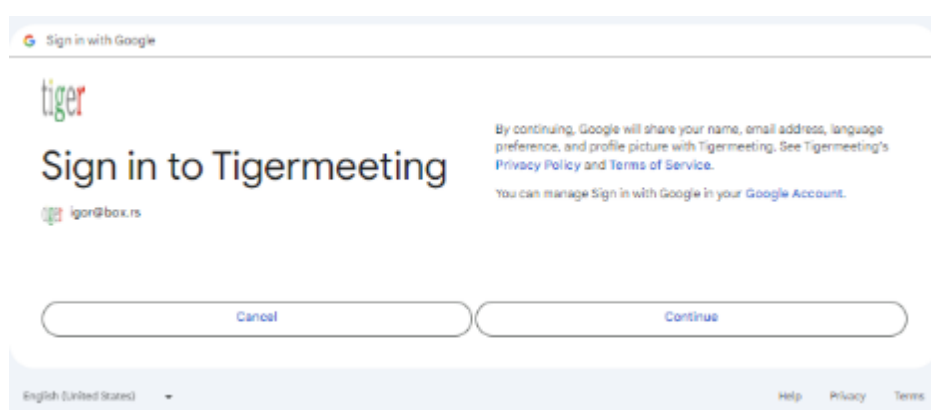 Sign in with Google
tiger
Sign in to Tigermeeting
tiger igor@box.rs
By continuing, Google will share your name, email address, language
preference, and profile picture with Tigermeeting. See Tigermeeting's
Privacy Policy and Terms of Service.
You can manage Sign in with Google in your Google Account.
Cancel
Continue
English (United States)
Help Privacy Terms